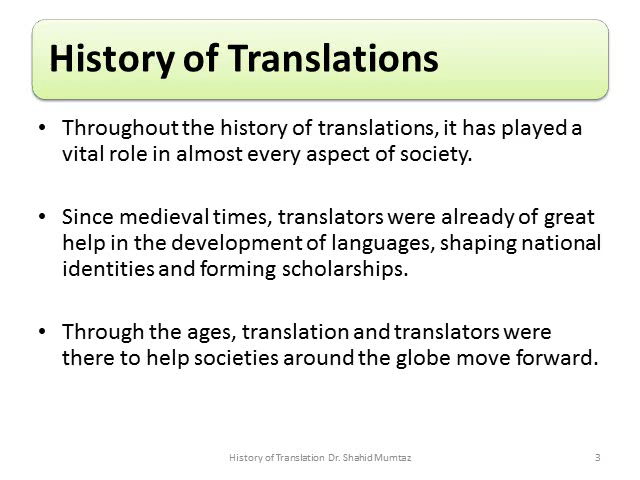 History of Translations
• Throughout the history of translations, it has played a
vital role in almost every aspect of society.
• Since medieval times, translators were already of great
help in the development of languages, shaping national
identities and forming scholarships.
• Through the ages, translation and translators were
there to help societies around the globe move forward.
History of Translation Dr. Shahid Mumtaz
3